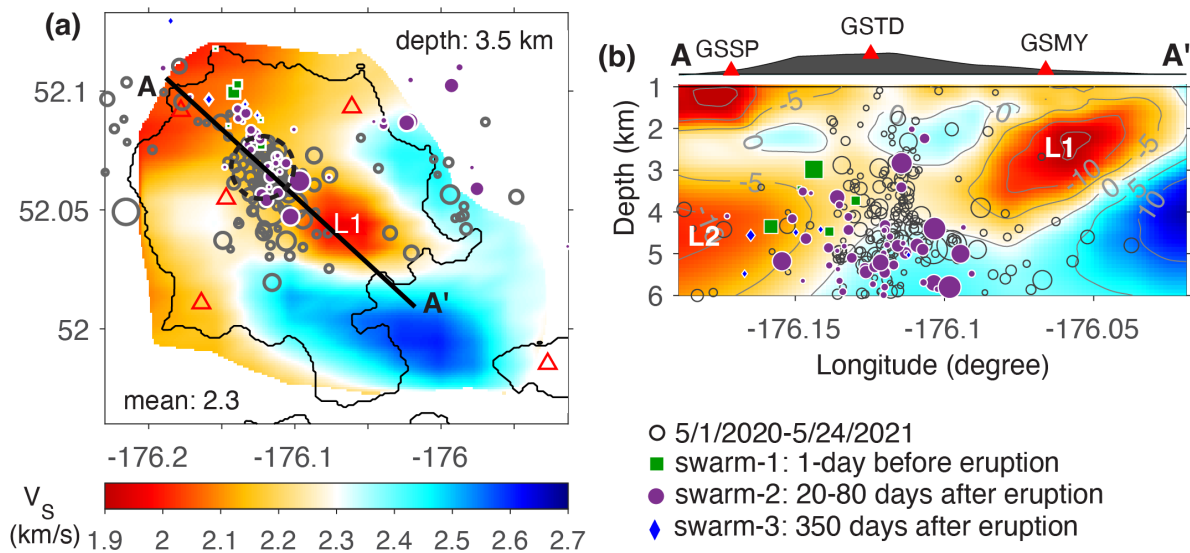 (a)
depth: 3.5 km
A
L1
A'
mean: 2.3
52.1
52.05
52
-176.2
-176.1
-176
V_S
(km/s)
1.9
2
2.1
2.2
2.3
2.4
2.5
2.6
2.7
(b)
A
GSSP
GSTD
GSMY
A'
Depth (km)
1
2
3
4
5
6
-5
0
0
0
-5
-10
L1
0
-5
-10
10
L2
-176.15
-176.1
-176.05
Longitude (degree)
5/1/2020-5/24/2021
swarm-1: 1-day before eruption
swarm-2: 20-80 days after eruption
swarm-3: 350 days after eruption